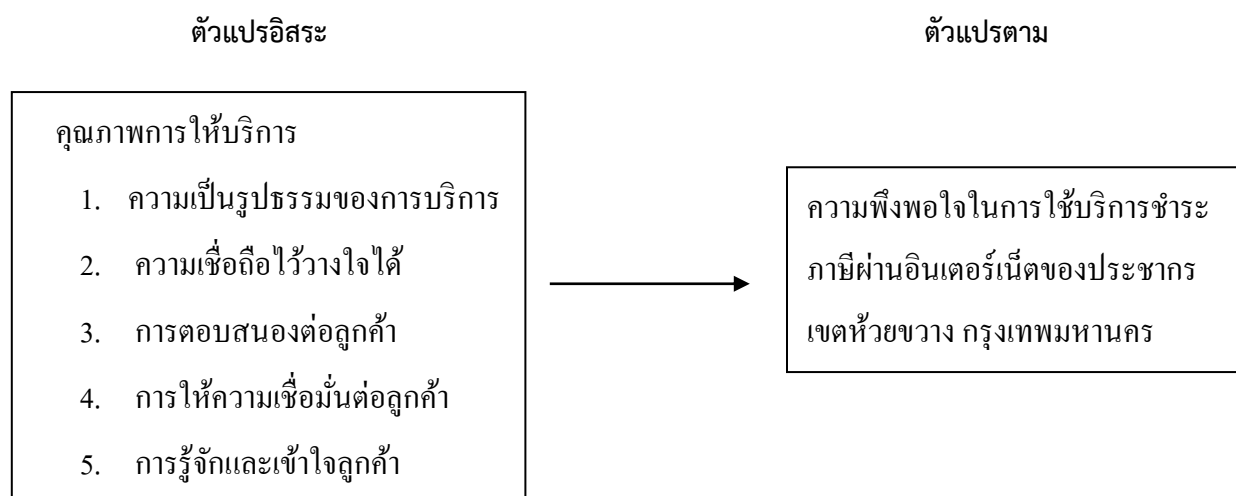 ตัวแปรอิสระ
ตัวแปรตาม
คุณภาพการให้บริการ
1. ความเป็นรูปธรรมของการบริการ
2. ความเชื่อถือไว้วางใจได้
3. การตอบสนองต่อลูกค้า
4. การให้ความเชื่อมั่นต่อลูกค้า
5. การรู้จักและเข้าใจลูกค้า
ความพึงพอใจในการใช้บริการชำระ
ภาษีผ่านอินเตอร์เน็ตของประชากร
เขตห้วยขวาง กรุงเทพมหานคร